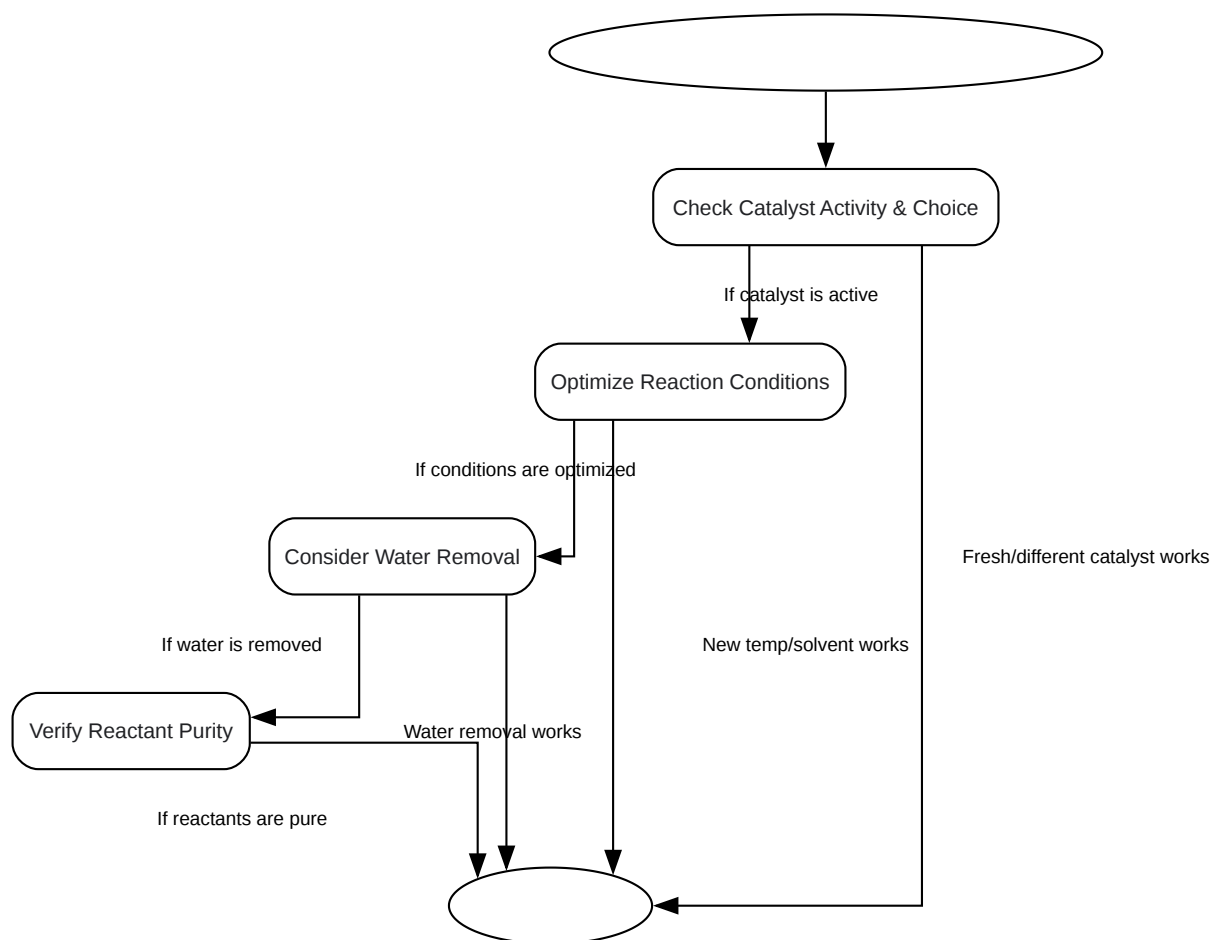 Check Catalyst Activity & Choice
If catalyst is active
Optimize Reaction Conditions
If conditions are optimized
Consider Water Removal
Fresh/different catalyst works
If water is removed
New temp/solvent works
Verify Reactant Purity
Water removal works
If reactants are pure